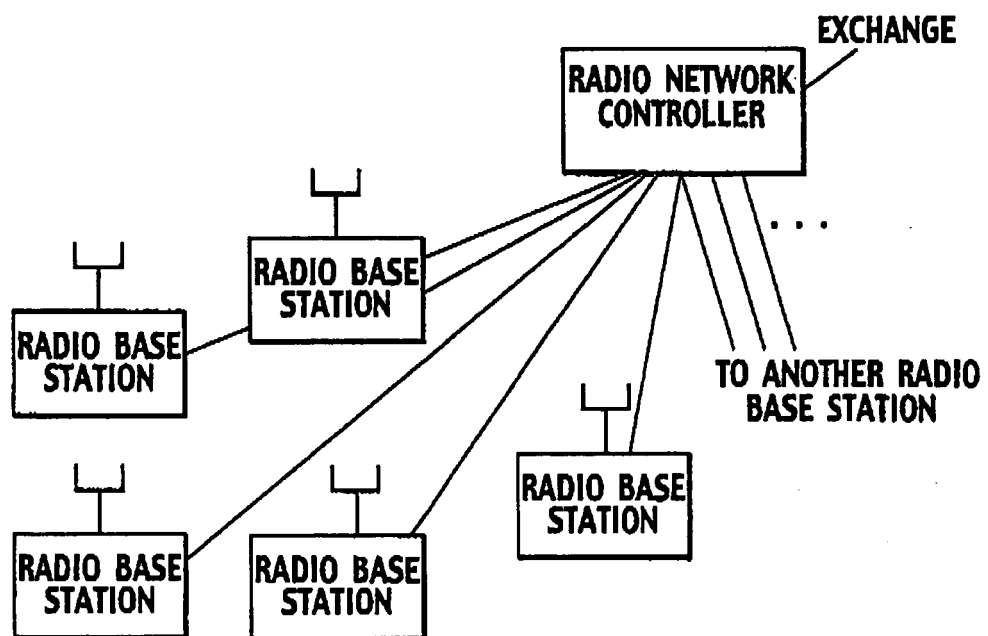 EXCHANGE
RADIO NETWORK
CONTROLLER
. . .
RADIO BASE
STATION
RADIO BASE
STATION
TO ANOTHER RADIO
BASE STATION
RADIO BASE
STATION
RADIO BASE
STATION
RADIO BASE
STATION